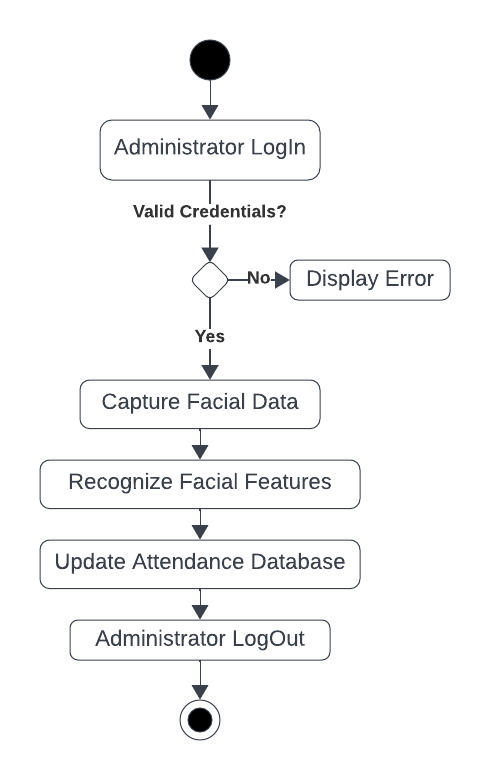 Administrator LogIn
Valid Credentials?
No
Display Error
Yes
Capture Facial Data
Recognize Facial Features
Update Attendance Database
Administrator LogOut